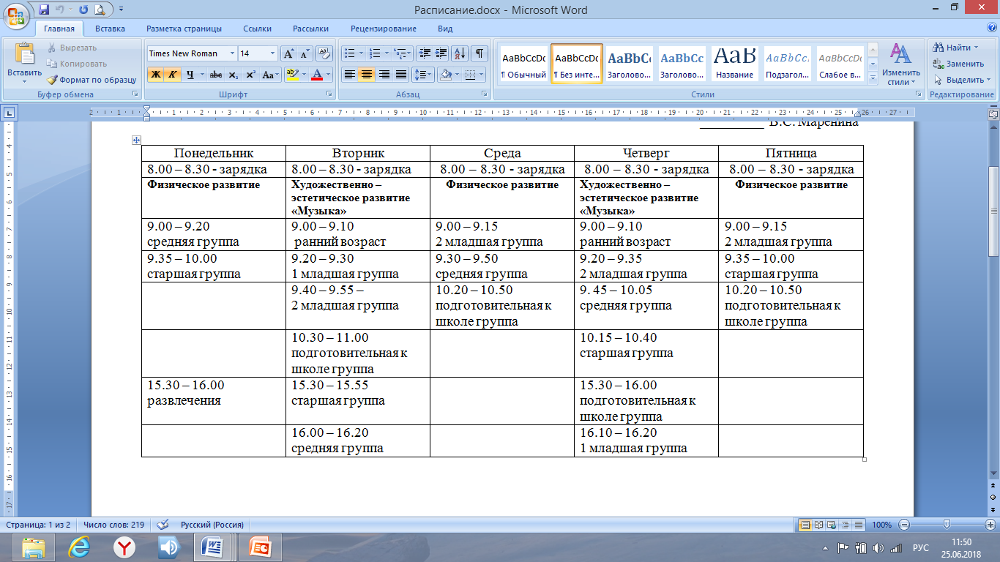 Расписание.docx - Microsoft Word
Главная Вставка Разметка страницы Ссылки Рассылки Рецензирование Вид
Вставить
Вырезать
Копировать
Формат по образцу
Буфер обмена
Times New Roman 14
Ж К Ч abc x₂ x² Aa А
Шрифт
Абзац
АаBbCcDc АаBbCcDc AaBbCc AaBbCc АаВ AaBbCc. AaBbCcDc
¶ Обычный ¶ Без инте... Заголово... Заголово... Название Подзагол... Слабое в...
Стили
Изменить
стили
Найти
Заменить
Выделить
Редактирование
В.С. Маренина
Понедельник Вторник Среда Четверг Пятница
8.00 – 8.30 - зарядка 8.00 – 8.30 - зарядка 8.00 – 8.30 - зарядка 8.00 – 8.30 - зарядка 8.00 – 8.30 - зарядка
Физическое развитие Художественно – Физическое развитие Художественно – Физическое развитие
эстетическое развитие эстетическое развитие
«Музыка» «Музыка»
9.00 – 9.20 9.00 – 9.10 9.00 – 9.15 9.00 – 9.10 9.00 – 9.15
средняя группа ранний возраст 2 младшая группа ранний возраст 2 младшая группа
9.35 – 10.00 9.20 – 9.30 9.30 – 9.50 9.20 – 9.35 9.35 – 10.00
старшая группа 1 младшая группа средняя группа 2 младшая группа старшая группа
9.40 – 9.55 – 10.20 – 10.50 9. 45 – 10.05 10.20 – 10.50
2 младшая группа подготовительная к средняя группа подготовительная к
школе группа школе группа
10.30 – 11.00 10.15 – 10.40
подготовительная к старшая группа
школе группа
15.30 – 16.00 15.30 – 15.55 15.30 – 16.00
развлечения старшая группа подготовительная к
школе группа
16.00 – 16.20 16.10 – 16.20
средняя группа 1 младшая группа
Страница: 1 из 2 Число слов: 219 Русский (Россия) 100%
РУС 11:50
25.06.2018